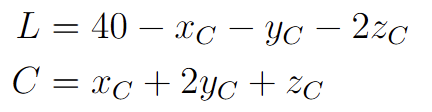 L = 40 − x_C − y_C − 2z_C
C = x_C + 2y_C + z_C